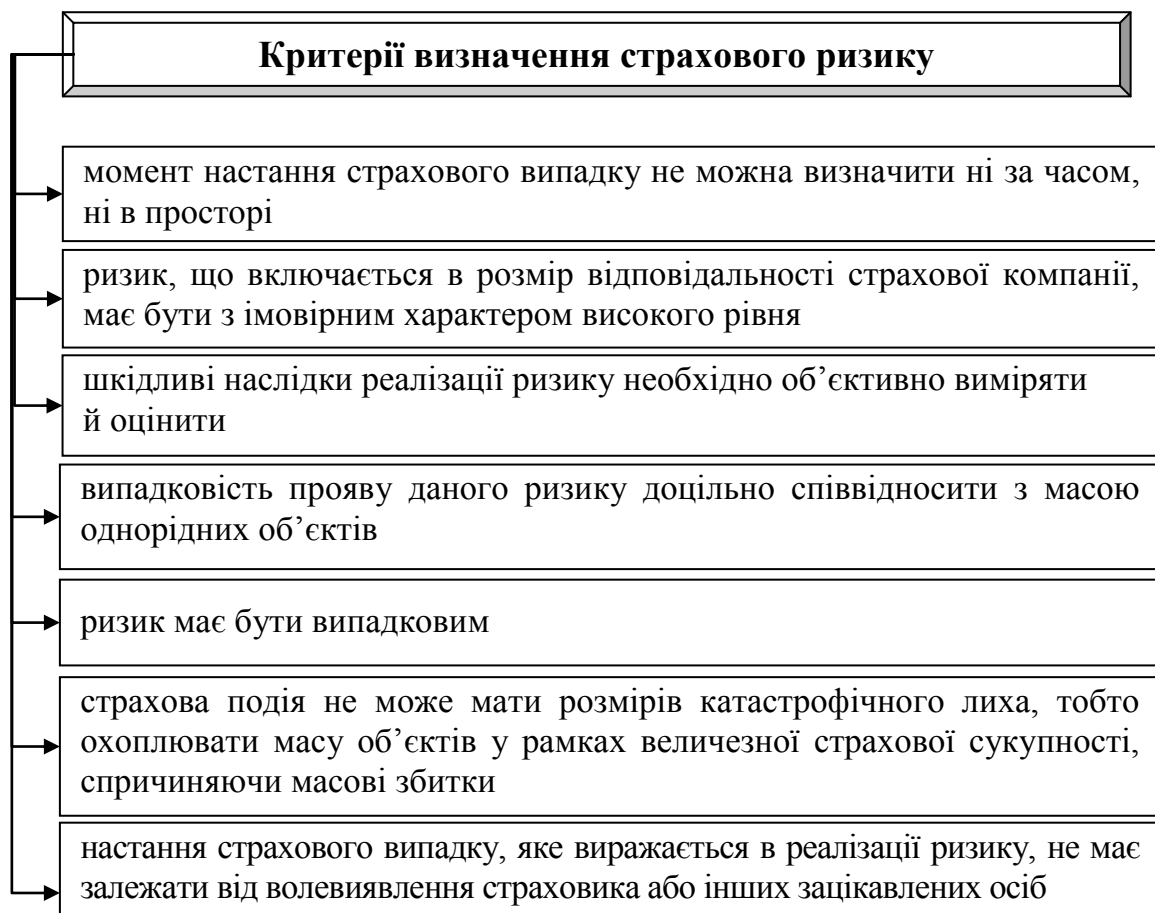 Критерії визначення страхового ризику
момент настання страхового випадку не можна визначити ні за часом,
ні в просторі
ризик, що включається в розмір відповідальності страхової компанії,
має бути з імовірним характером високого рівня
шкідливі наслідки реалізації ризику необхідно об’єктивно виміряти
й оцінити
випадковість прояву даного ризику доцільно співвідносити з масою
однорідних об’єктів
ризик має бути випадковим
страхова подія не може мати розмірів катастрофічного лиха, тобто
охоплювати масу об’єктів у рамках величезної страхової сукупності,
спричиняючи масові збитки
настання страхового випадку, яке виражається в реалізації ризику, не має
залежати від волевиявлення страховика або інших зацікавлених осіб